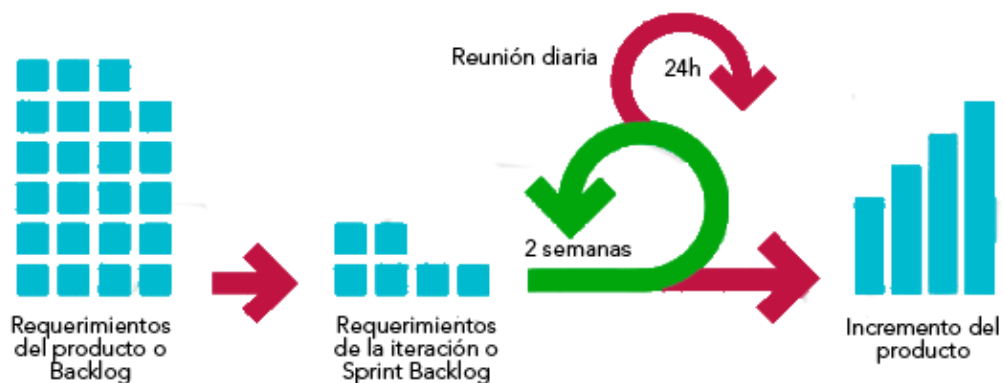 Reunión diaria
24h
2 semanas
Requerimientos
del producto o
Backlog
Requerimientos
de la iteración o
Sprint Backlog
Incremento del
producto